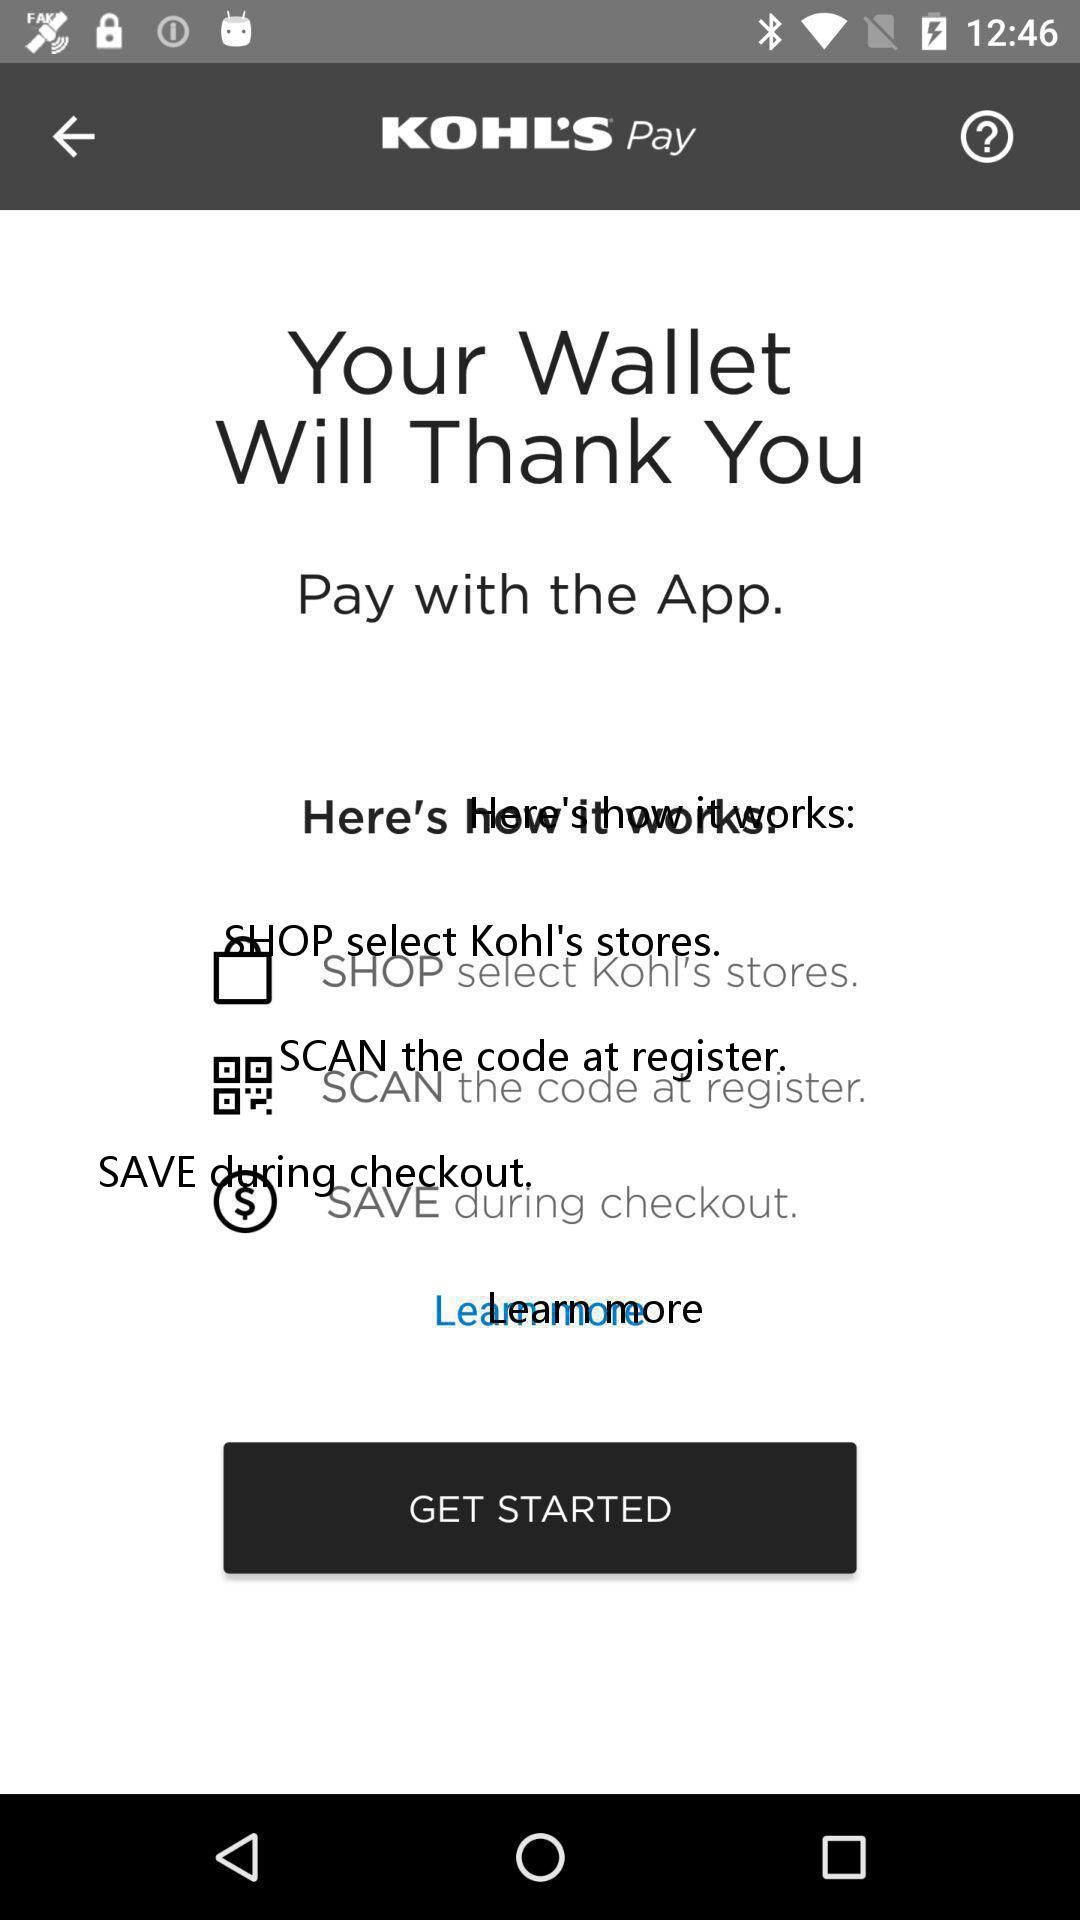 FAKE
12:46
KOHL'S Pay
Your Wallet
Will Thank You
Pay with the App.
Here's how it works:
Here's how it works:
SHOP select Kohl's stores.
SHOP select Kohl's stores.
SCAN the code at register.
SCAN the code at register.
SAVE during checkout.
SAVE during checkout.
Learn more
Learn more
GET STARTED